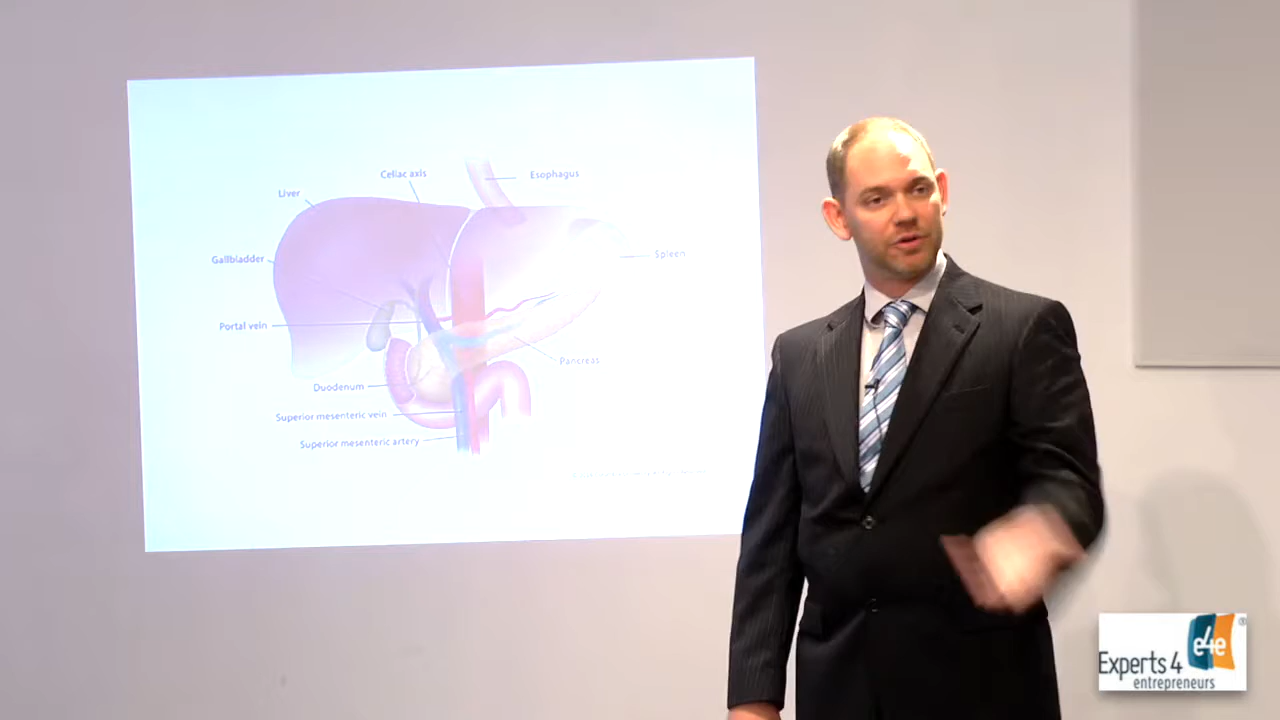 Celiac axis
Esophagus
Liver
Gallbladder
Spleen
Portal vein
Pancreas
Duodenum
Superior mesenteric vein
Superior mesenteric artery
e4e
®
Experts 4
entrepreneurs